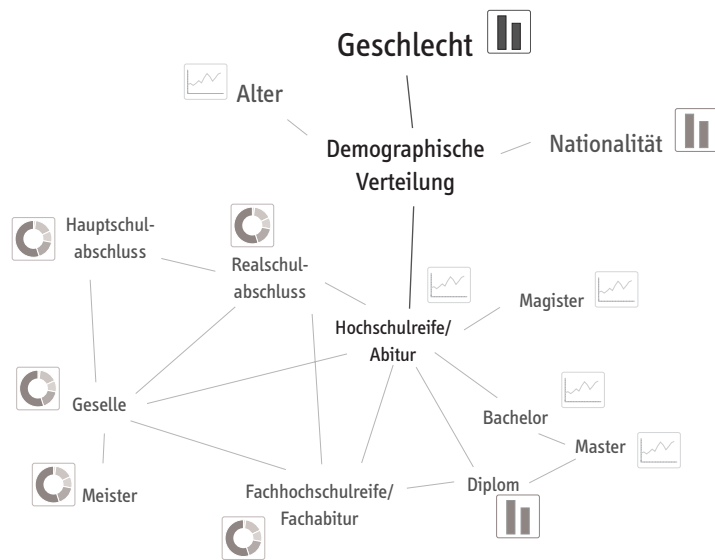 Geschlecht
Alter
Nationalität
Demographische
Verteilung
Hauptschul-
abschluss
Realschul-
abschluss
Hochschulreife/
Abitur
Magister
Geselle
Bachelor
Master
Meister
Fachhochschulreife/
Fachabitur
Diplom